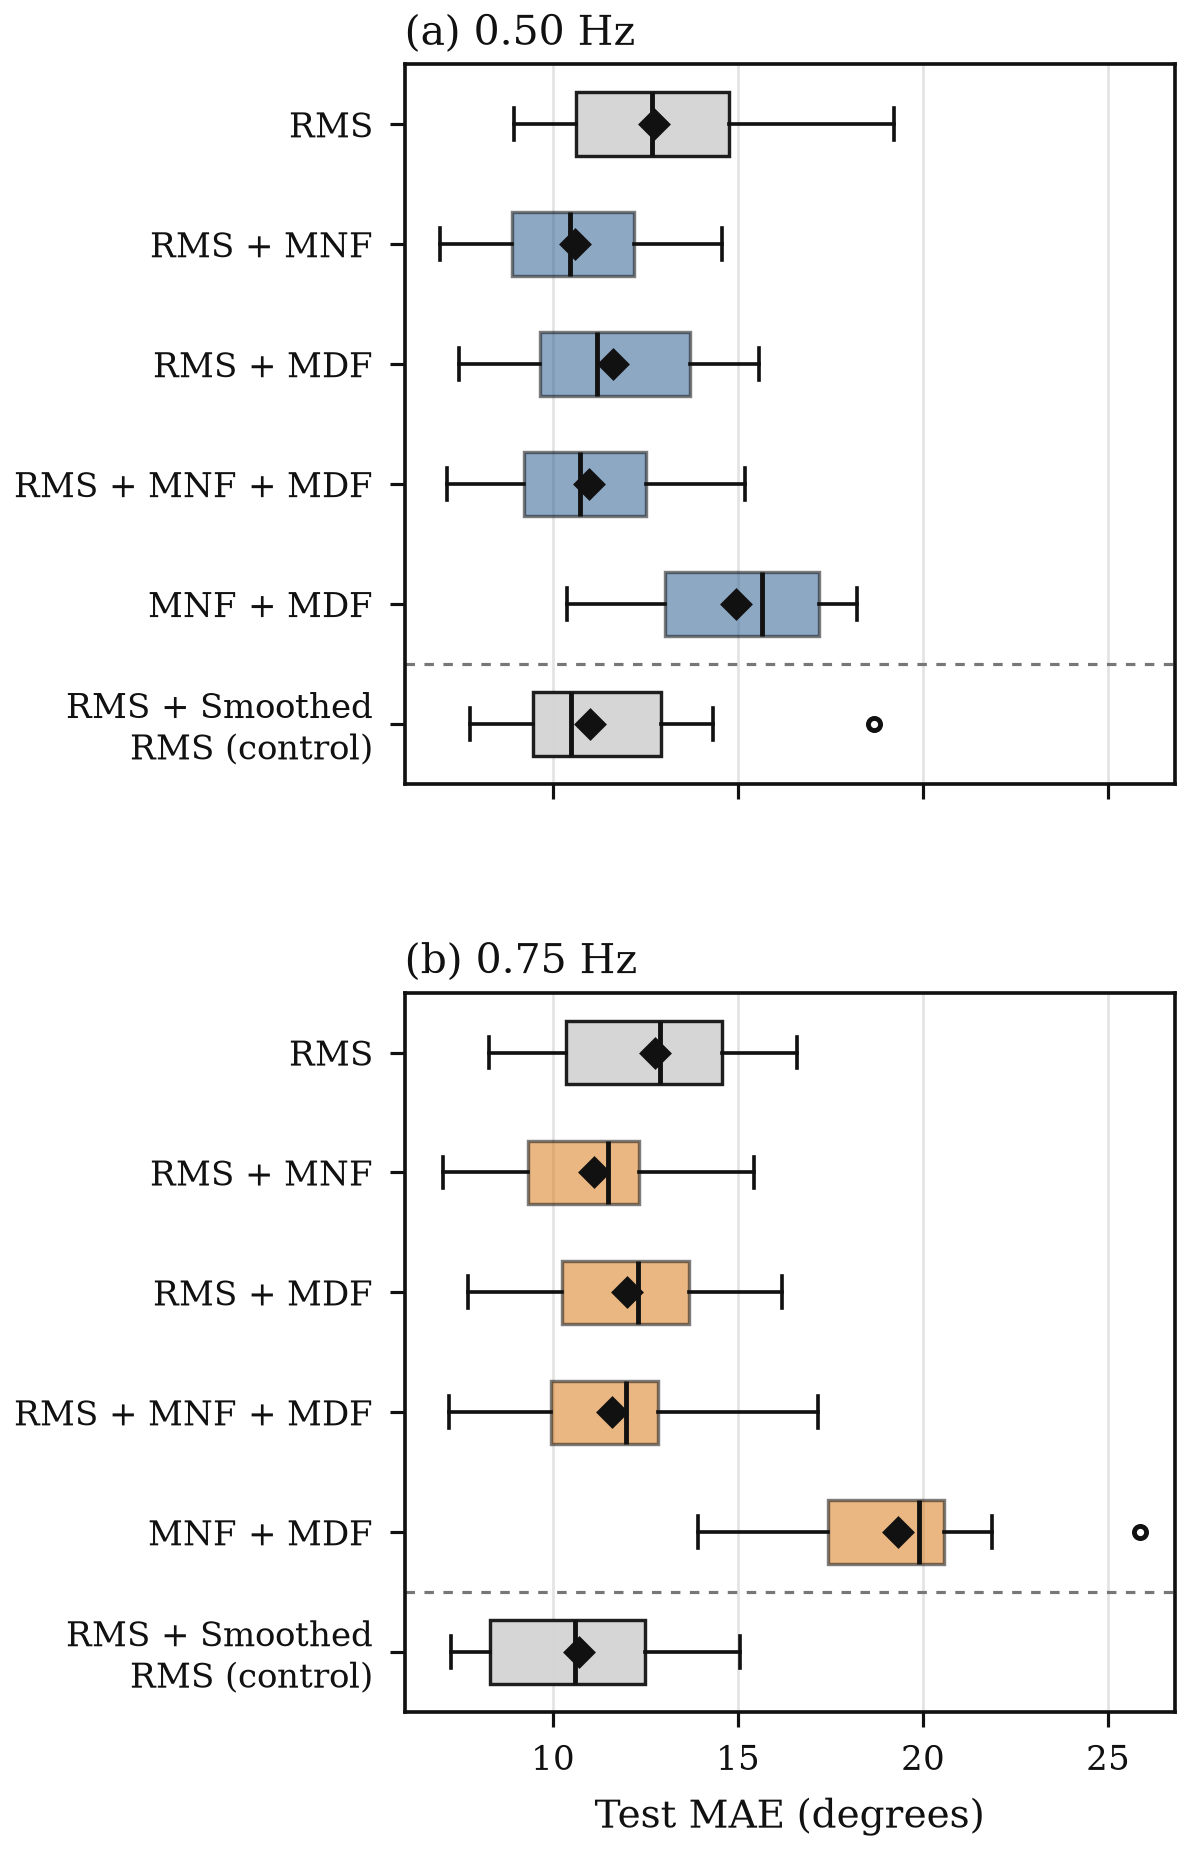 (a) 0.50 Hz
RMS
RMS + MNF
RMS + MDF
RMS + MNF + MDF
MNF + MDF
RMS + Smoothed
RMS (control)
(b) 0.75 Hz
RMS
RMS + MNF
RMS + MDF
RMS + MNF + MDF
MNF + MDF
RMS + Smoothed
RMS (control)
10 15 20 25
Test MAE (degrees)